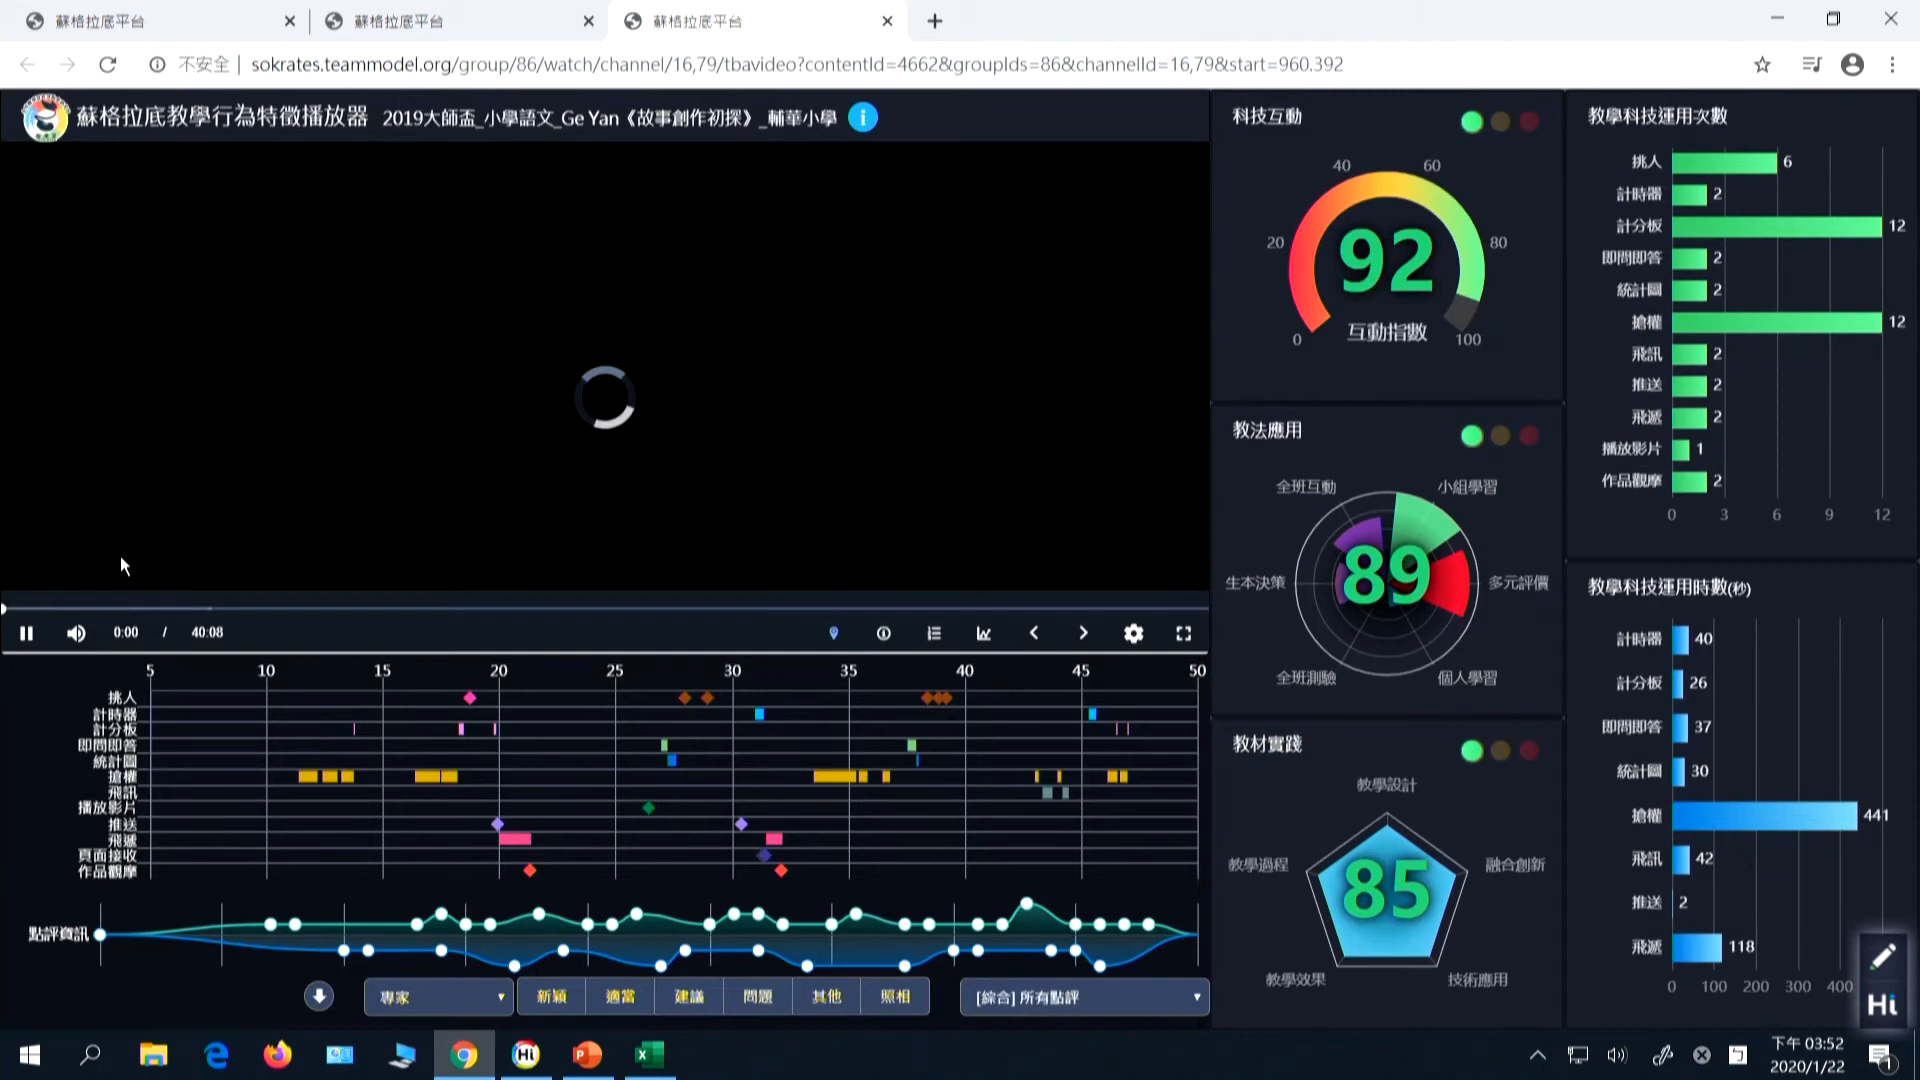 蘇格拉底平台
蘇格拉底平台
蘇格拉底平台
不安全 | sokrates.teammodel.org/group/86/watch/channel/16,79/tbavideo?contentId=4662&groupIds=86&channelId=16,79&start=960.392
蘇格拉底教學行為特徵播放器 2019大師盃_小學語文_Ge Yan《故事創作初探》_輔華小學
0:00 / 40:08
5 10 15 20 25 30 35 40 45 50
挑人
計時器
計分板
即問即答
統計圖
搶權
飛訊
播放影片
推送
飛遞
頁面接收
作品觀摩
點評資訊
專家 新穎 適當 建議 問題 其他 照相 [綜合] 所有點評
科技互動
40 60
20 80
92
0 互動指數 100
教法應用
全班互動 小組學習
生本決策 89 多元評價
全班測驗 個人學習
教材實踐
教學設計
教學過程 融合創新
85
教學效果 技術應用
教學科技運用次數
挑人 6
計時器 2
計分板 12
即問即答 2
統計圖 2
搶權 12
飛訊 2
推送 2
飛遞 2
播放影片 1
作品觀摩 2
0 3 6 9 12
教學科技運用時數(秒)
計時器 40
計分板 26
即問即答 37
統計圖 30
搶權 441
飛訊 42
推送 2
飛遞 118
0 100 200 300 400
Hi
Hi
下午 03:52
2020/1/22
1